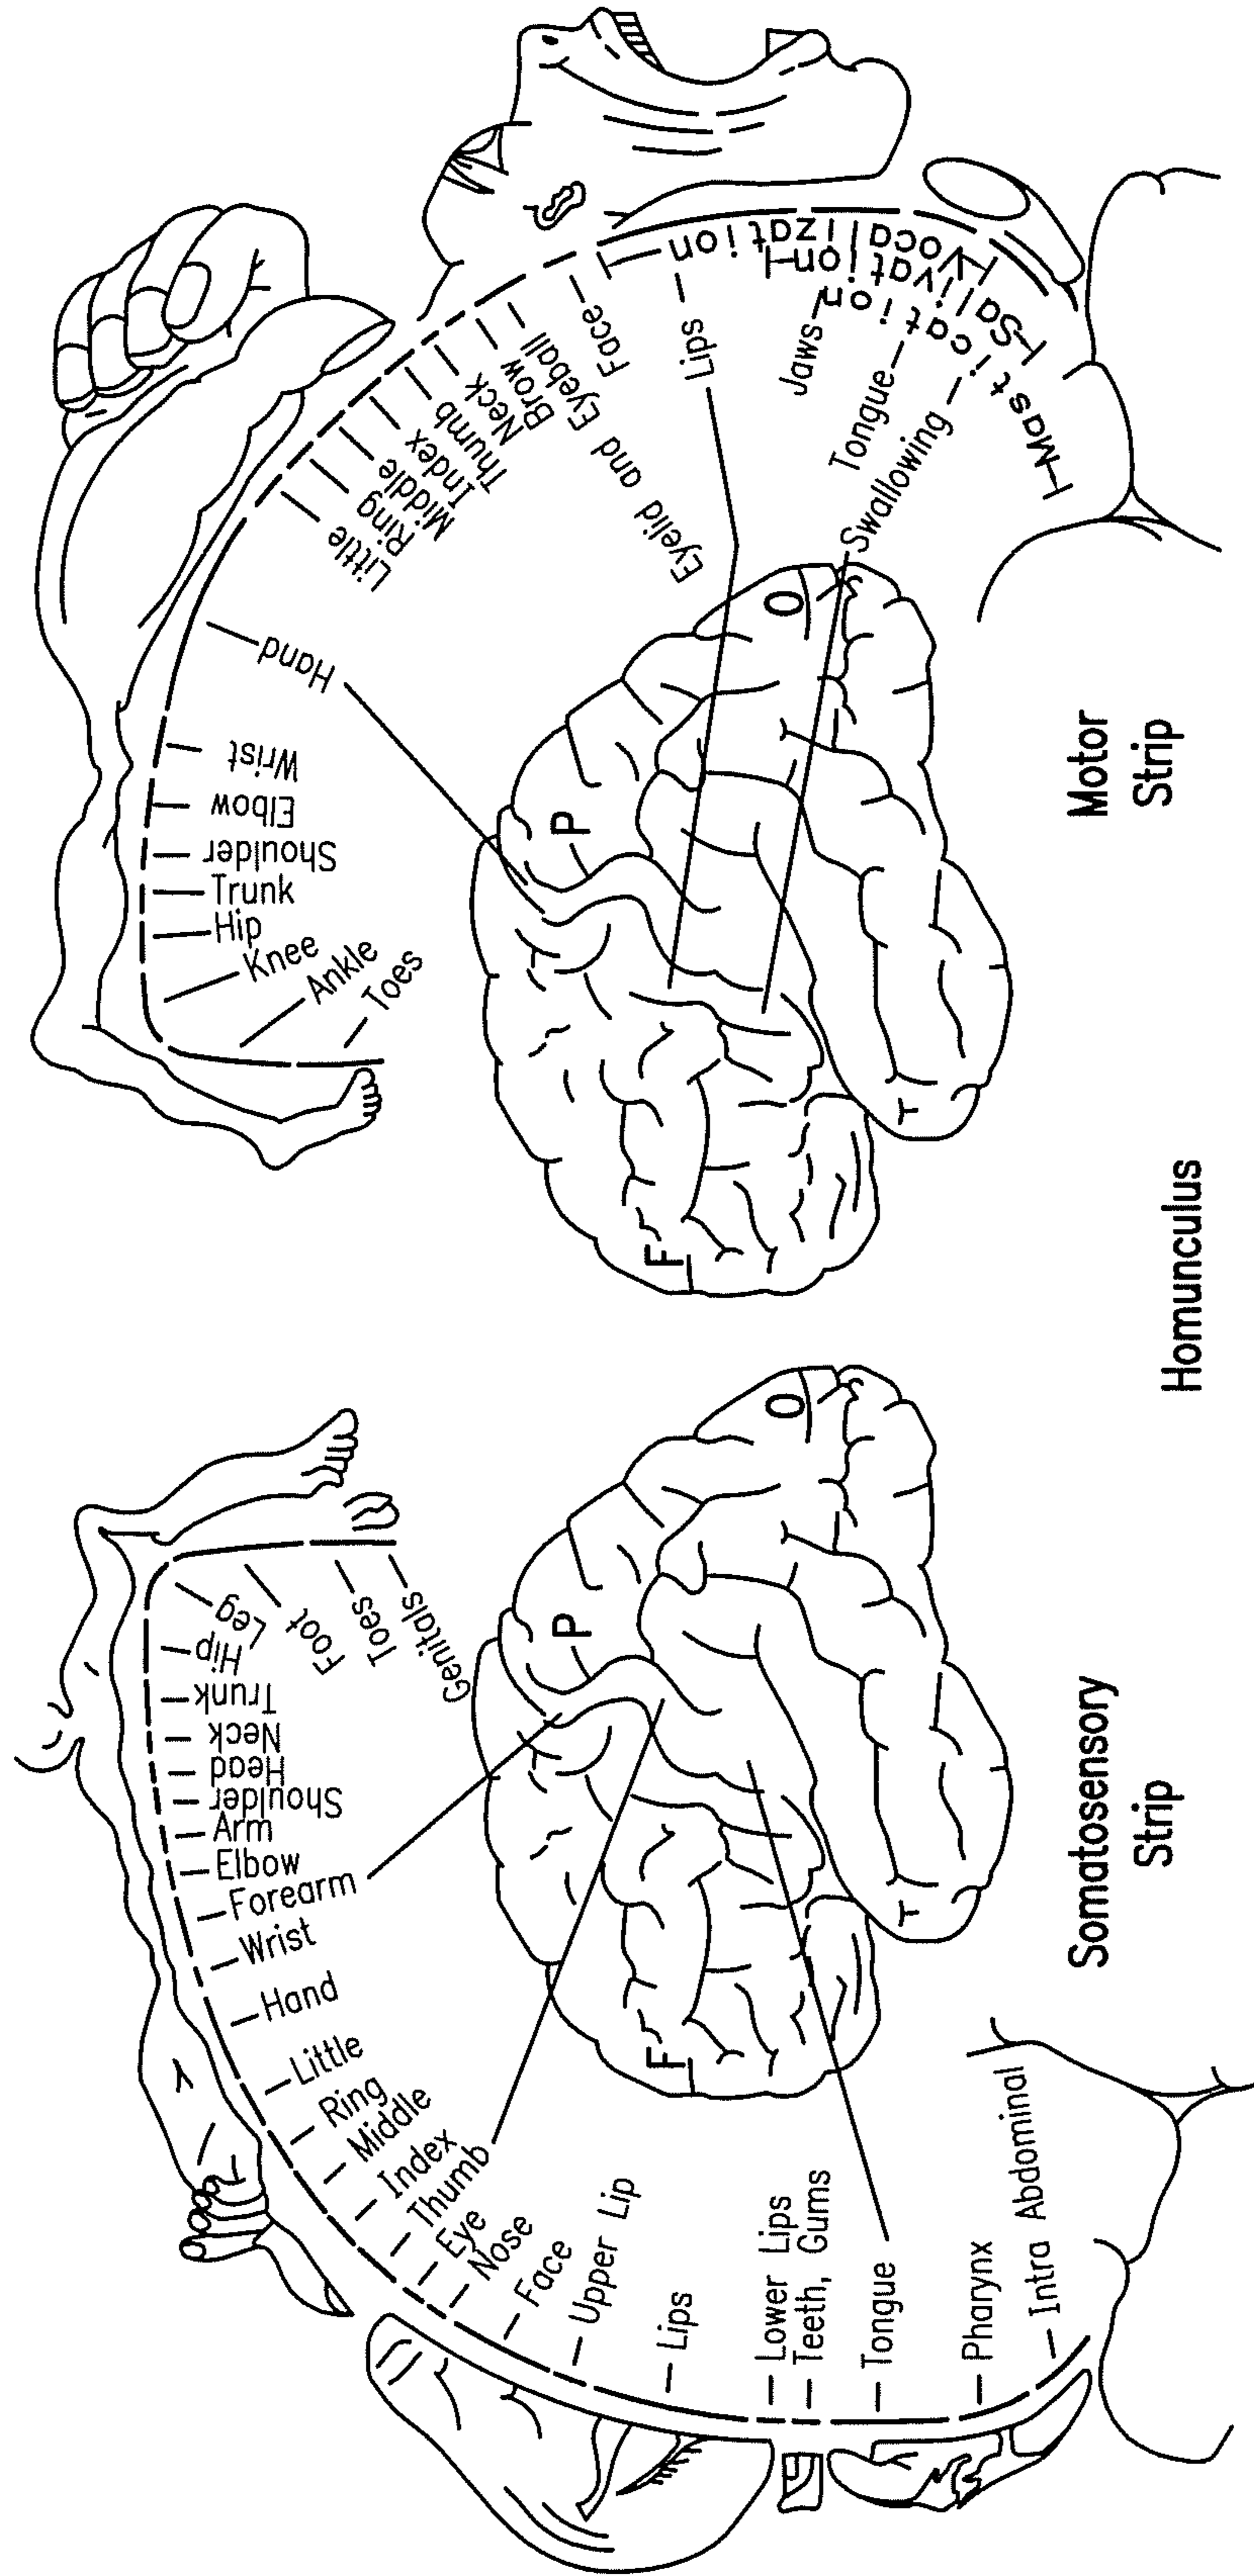 Genitals
Toes
Foot
Leg
Hip
Trunk
Neck
Head
Shoulder
Arm
Elbow
Forearm
Wrist
Hand
Little
Ring
Middle
Index
Thumb
Eye
Nose
Face
Upper Lip
Lips
Lower Lips
Teeth, Gums
Tongue
Pharynx
Intra Abdominal
F
P
O
T
Somatosensory
Strip
Toes
Ankle
Knee
Hip
Trunk
Shoulder
Elbow
Wrist
Hand
Little
Ring
Middle
Index
Thumb
Neck
Brow
Eyelid and Eyeball
Face
Lips
Jaws
Tongue
Swallowing
Vocalization
Salivation
Mastication
F
P
O
T
Motor
Strip
Homunculus